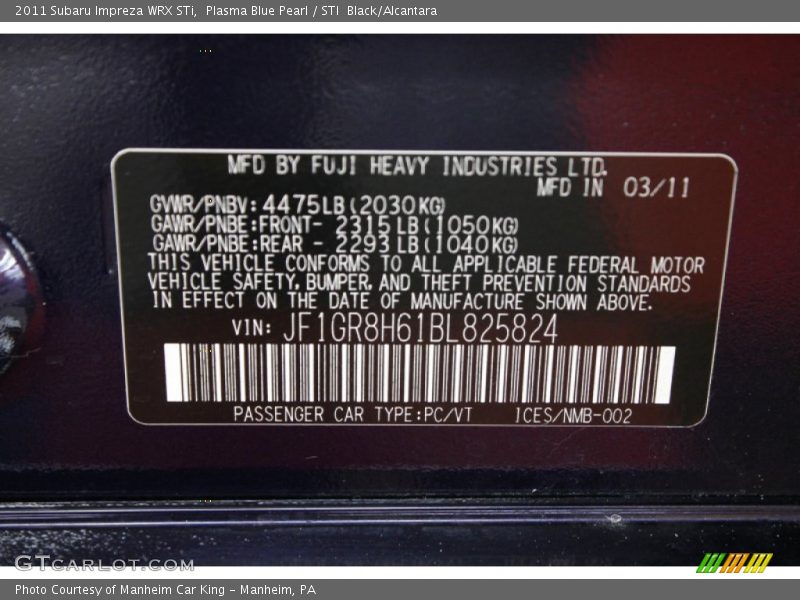 2011 Subaru Impreza WRX STi,  Plasma Blue Pearl / STI  Black/Alcantara
MFD BY FUJI HEAVY INDUSTRIES LTD.
MFD IN 03/11
GVWR/PNBV:4475LB(2030KG)
GAWR/PNBE:FRONT- 2315LB(1050KG)
GAWR/PNBE:REAR - 2293LB(1040KG)
THIS VEHICLE CONFORMS TO ALL APPLICABLE FEDERAL MOTOR
VEHICLE SAFETY, BUMPER, AND THEFT PREVENTION STANDARDS
IN EFFECT ON THE DATE OF MANUFACTURE SHOWN ABOVE.
VIN: JF1GR8H61BL825824
PASSENGER CAR TYPE:PC/VT ICES/NMB-002
GTCARLOT.COM
Photo Courtesy of Manheim Car King - Manheim, PA